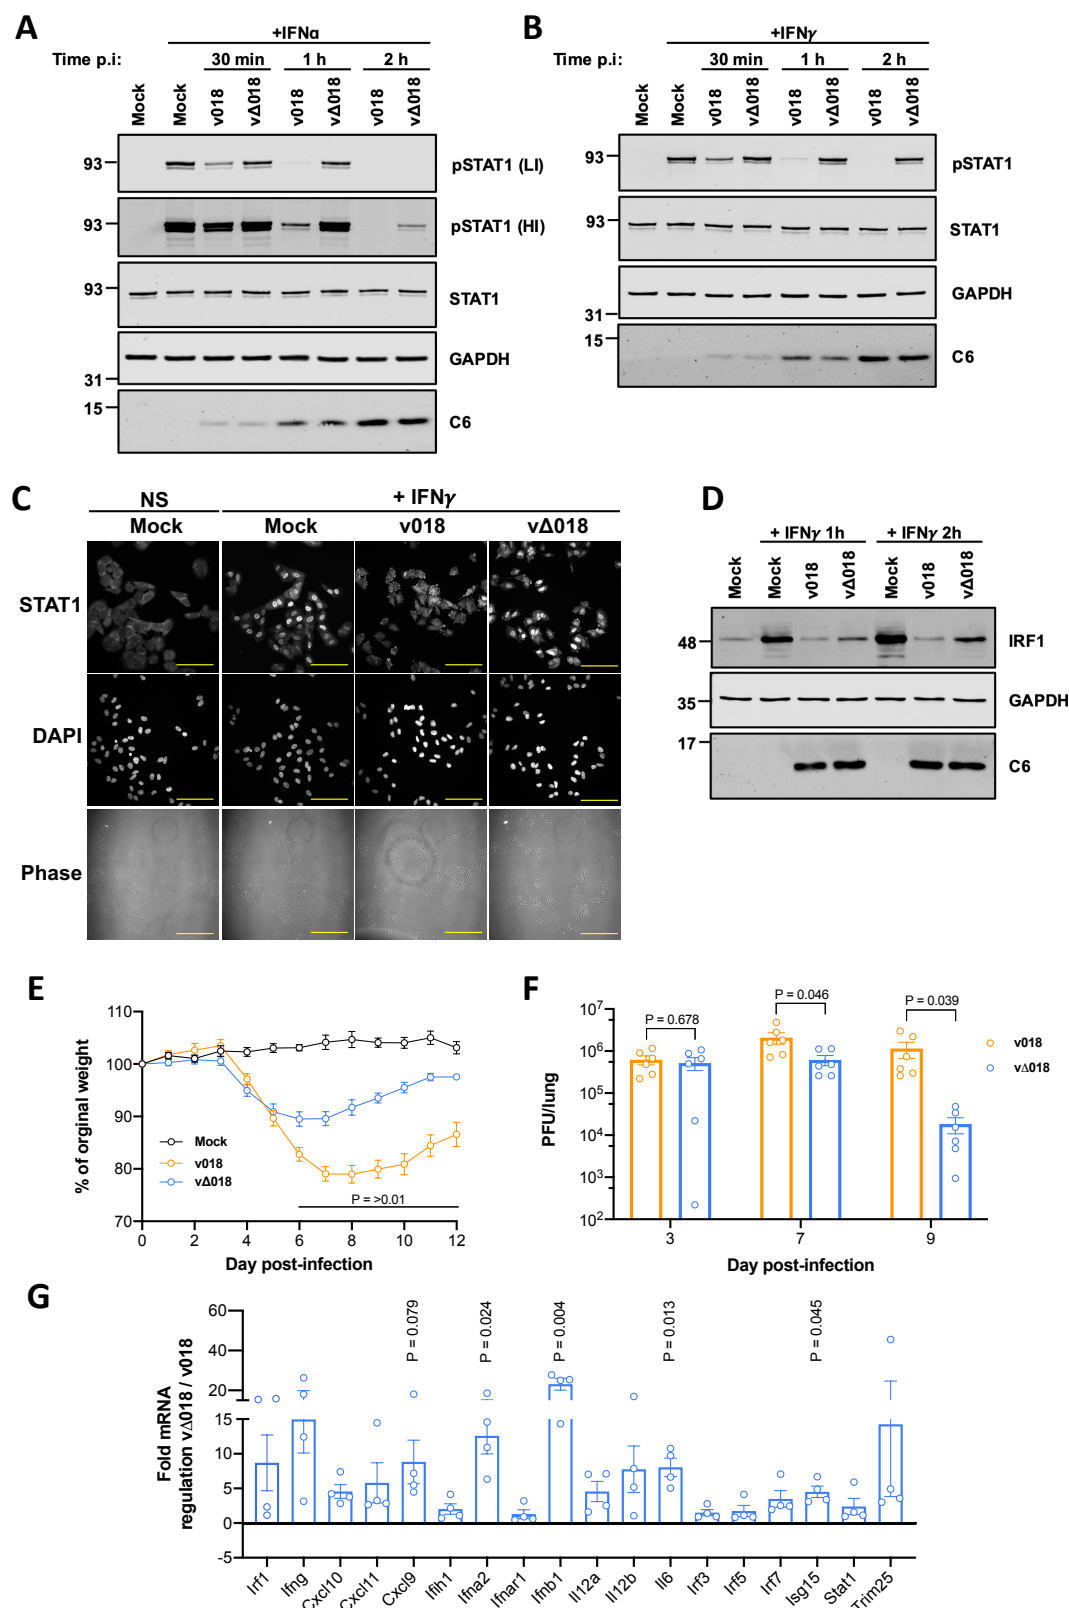 A
+IFNα
Time p.i:
30 min
1 h
2 h
Mock
Mock
v018
vΔ018
v018
vΔ018
v018
vΔ018
93
pSTAT1 (LI)
93
pSTAT1 (HI)
93
STAT1
GAPDH
31
15
C6
B
+IFNγ
Time p.i:
30 min
1 h
2 h
Mock
Mock
v018
vΔ018
v018
vΔ018
v018
vΔ018
93
pSTAT1
93
STAT1
GAPDH
31
15
C6
C
NS
+ IFNγ
Mock
Mock
v018
vΔ018
STAT1
DAPI
Phase
D
+ IFNγ 1h
+ IFNγ 2h
Mock
Mock
v018
vΔ018
Mock
v018
vΔ018
48
IRF1
35
GAPDH
17
C6
E
% of orginal weight
110
100
90
80
70
Mock
v018
vΔ018
P = >0.01
0
2
4
6
8
10
12
Day post-infection
F
PFU/lung
10⁷
10⁶
10⁵
10⁴
10³
10²
P = 0.678
P = 0.046
P = 0.039
v018
vΔ018
3
7
9
Day post-infection
G
Fold mRNA
regulation vΔ018 / v018
60
40
20
15
10
5
0
-5
P = 0.079
P = 0.024
P = 0.004
P = 0.013
P = 0.045
Irf1
Ifng
Cxcl10
Cxcl11
Cxcl9
Ifih1
Ifna2
Ifnar1
Ifnb1
Il12a
Il12b
Il6
Irf3
Irf5
Irf7
Isg15
Stat1
Trim25